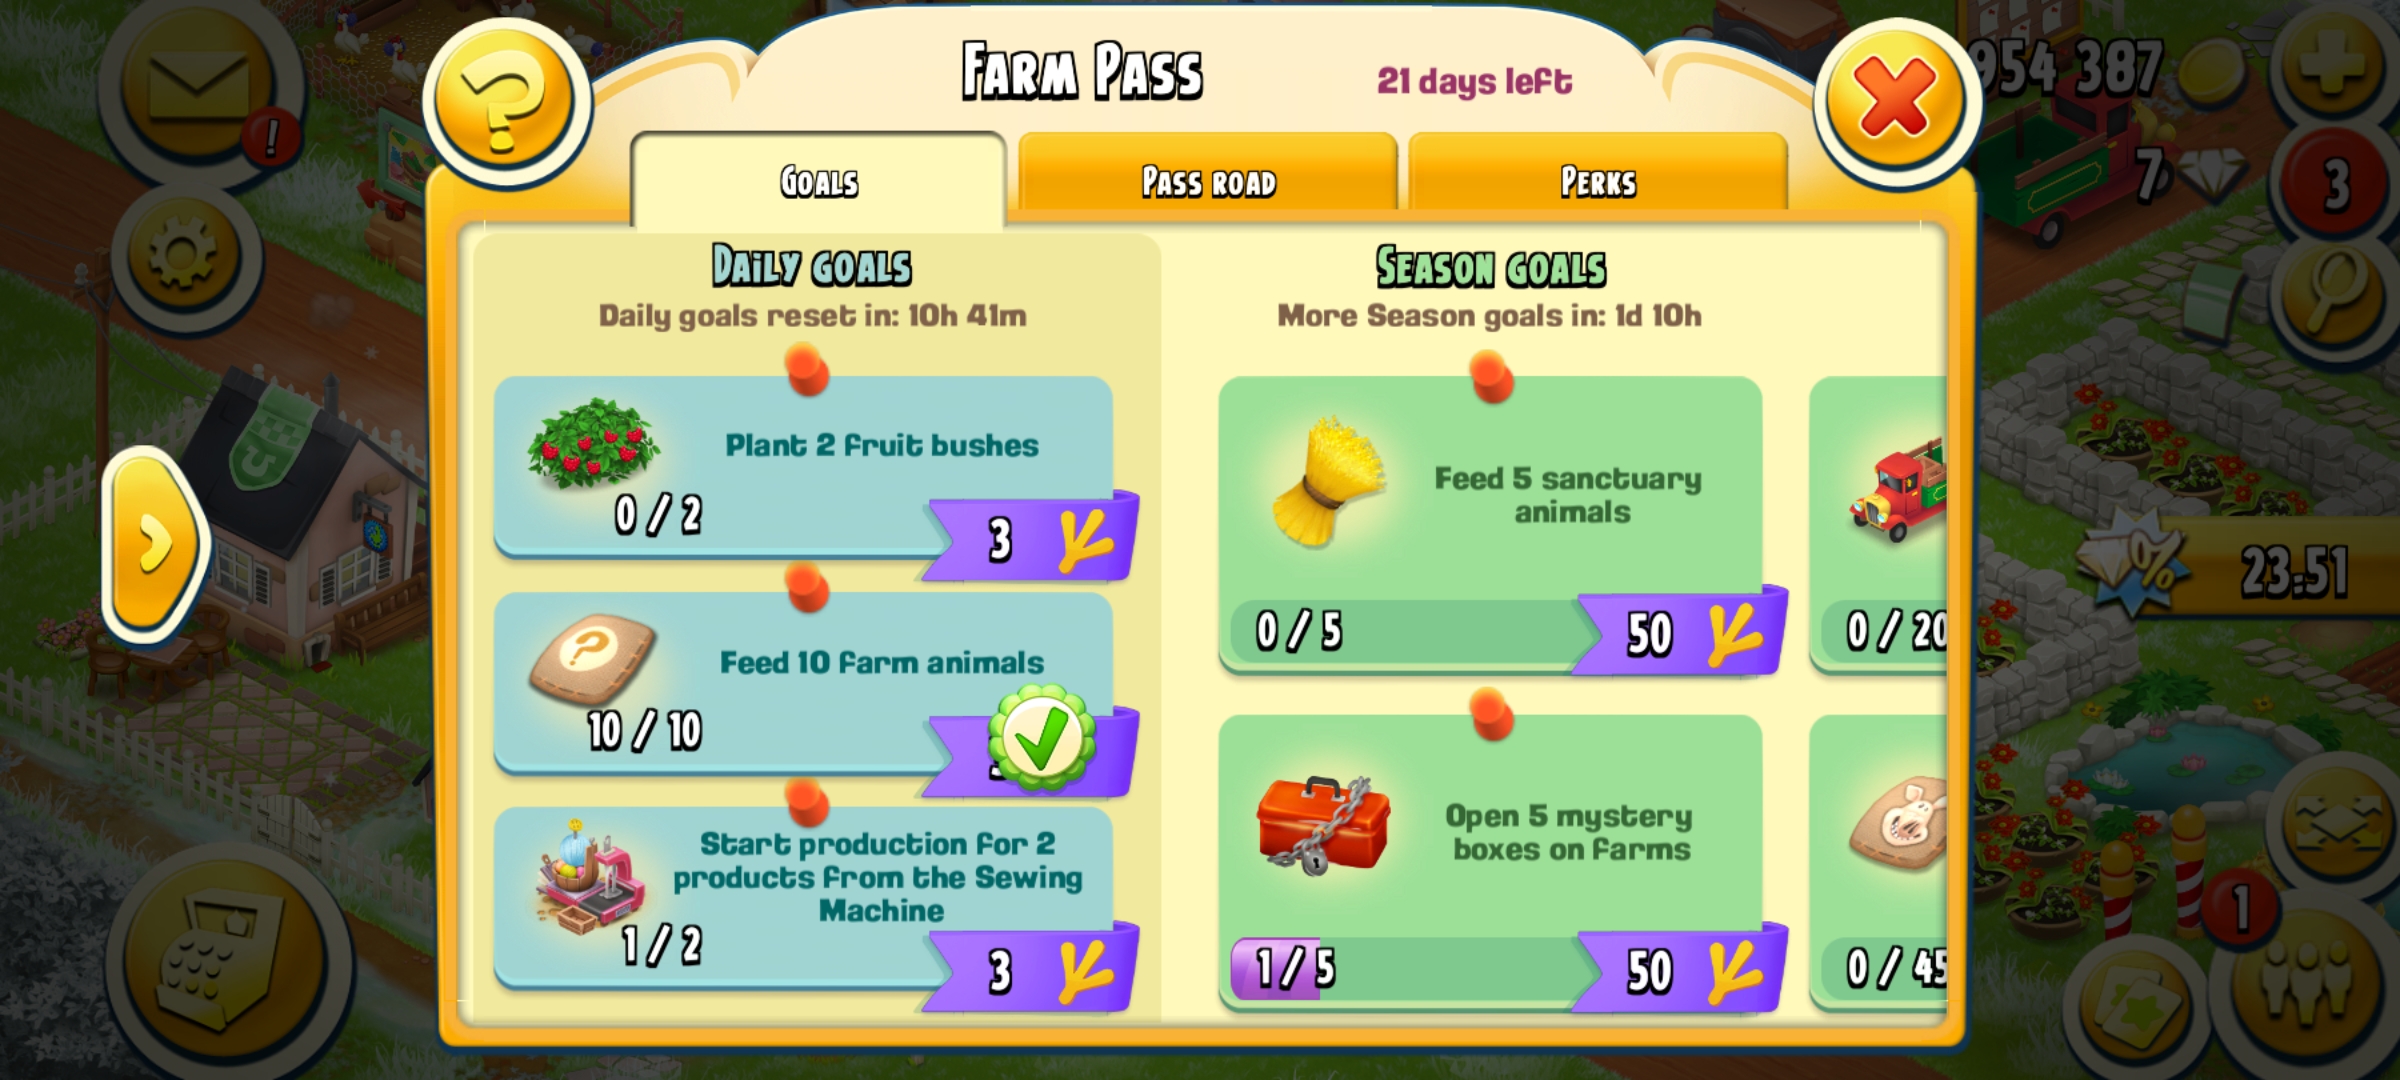 FARM PASS
21 days left
954 387
7
3
GOALS
PASS ROAD
PERKS
DAILY GOALS
Daily goals reset in: 10h 41m
Plant 2 fruit bushes
0 / 2
3
Feed 10 farm animals
10 / 10
Start production for 2
products from the Sewing
Machine
1 / 2
3
SEASON GOALS
More Season goals in: 1d 10h
Feed 5 sanctuary
animals
0 / 5
50
0 / 20
Open 5 mystery
boxes on farms
1 / 5
50
0 / 45
!
?
%
23:51
1